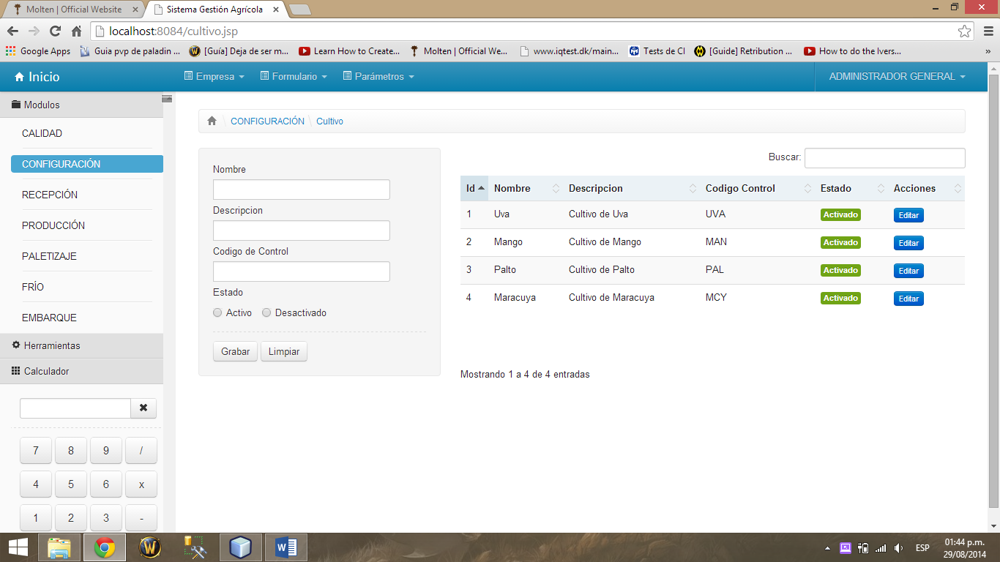 Molten | Official Website
Sistema Gestión Agrícola
localhost:8084/cultivo.jsp
Google Apps
Guia pvp de paladin ...
[Guía] Deja de ser m...
Learn How to Create...
Molten | Official We...
www.iqtest.dk/main...
Tests de CI
[Guide] Retribution ...
How to do the Ivers...
»
Inicio
Empresa
Formulario
Parámetros
ADMINISTRADOR GENERAL
Modulos
CALIDAD
CONFIGURACIÓN
RECEPCIÓN
PRODUCCIÓN
PALETIZAJE
FRÍO
EMBARQUE
Herramientas
Calculador
7 8 9 /
4 5 6 x
1 2 3 -
CONFIGURACIÓN \ Cultivo
Nombre
Descripcion
Codigo de Control
Estado
Activo Desactivado
Grabar Limpiar
Buscar:
Id Nombre Descripcion Codigo Control Estado Acciones
1 Uva Cultivo de Uva UVA Activado Editar
2 Mango Cultivo de Mango MAN Activado Editar
3 Palto Cultivo de Palto PAL Activado Editar
4 Maracuya Cultivo de Maracuya MCY Activado Editar
Mostrando 1 a 4 de 4 entradas
ESP
01:44 p.m.
29/08/2014